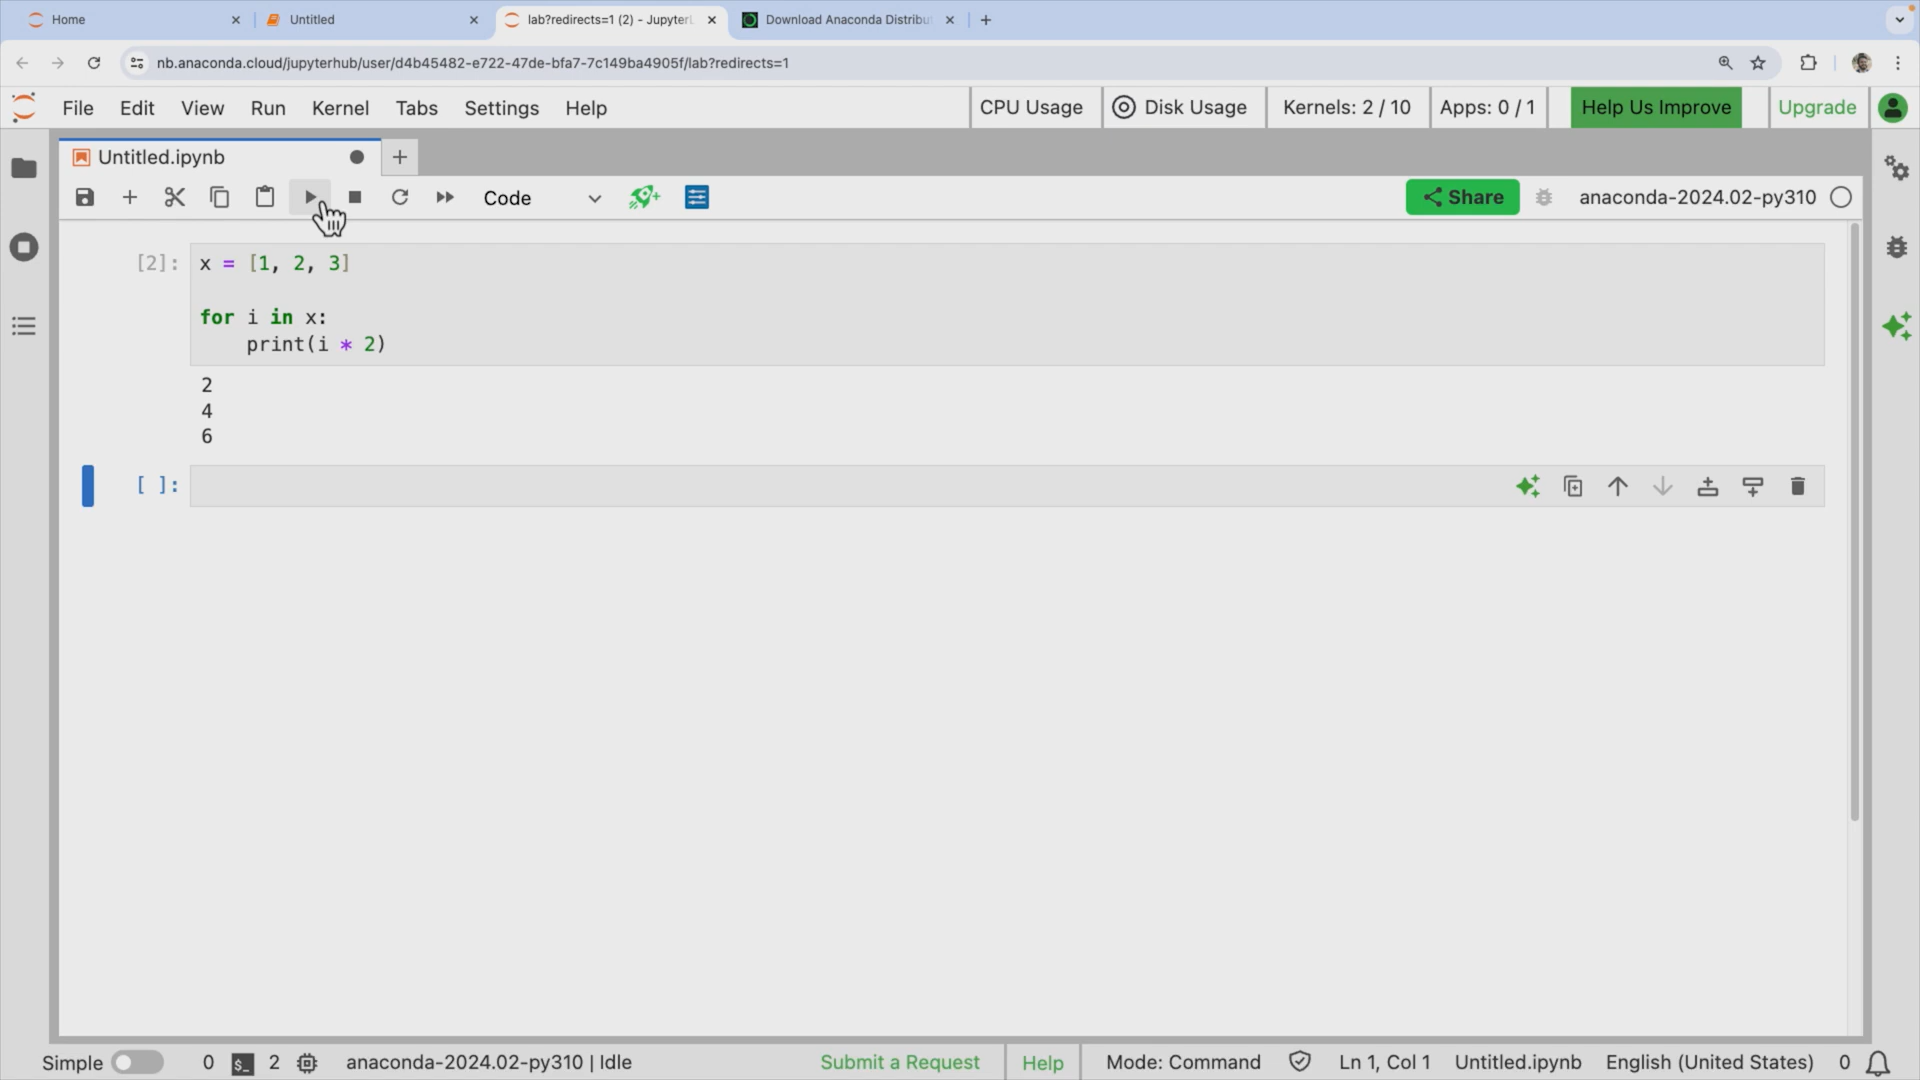 Home
Untitled
lab?redirects=1 (2) - JupyterL
Download Anaconda Distribu
nb.anaconda.cloud/jupyterhub/user/d4b45482-e722-47de-bfa7-7c149ba4905f/lab?redirects=1
File Edit View Run Kernel Tabs Settings Help
CPU Usage Disk Usage Kernels: 2 / 10 Apps: 0 / 1 Help Us Improve Upgrade
Untitled.ipynb
Code
Share
anaconda-2024.02-py310
[2]: x = [1, 2, 3]
for i in x:
print(i * 2)
2
4
6
[ ]:
Simple 0 $_ 2 anaconda-2024.02-py310 | Idle Submit a Request Help Mode: Command Ln 1, Col 1 Untitled.ipynb English (United States) 0